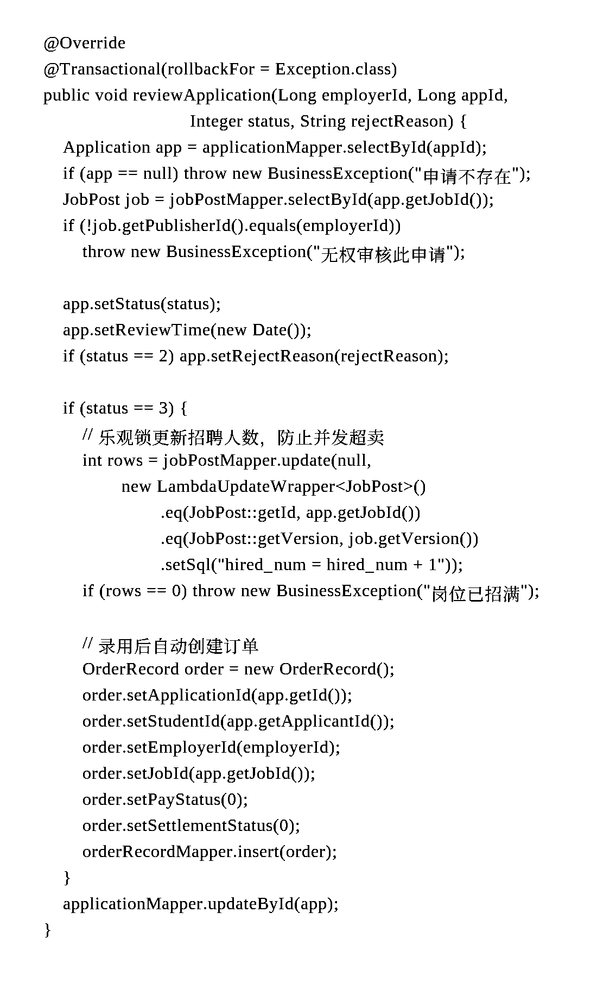 @Override
@Transactional(rollbackFor = Exception.class)
public void reviewApplication(Long employerId, Long appId,
Integer status, String rejectReason) {
Application app = applicationMapper.selectById(appId);
if (app == null) throw new BusinessException("申请不存在");
JobPost job = jobPostMapper.selectById(app.getJobId());
if (!job.getPublisherId().equals(employerId))
throw new BusinessException("无权审核此申请");
app.setStatus(status);
app.setReviewTime(new Date());
if (status == 2) app.setRejectReason(rejectReason);
if (status == 3) {
// 乐观锁更新招聘人数，防止并发超卖
int rows = jobPostMapper.update(null,
new LambdaUpdateWrapper<JobPost>()
.eq(JobPost::getId, app.getJobId())
.eq(JobPost::getVersion, job.getVersion())
.setSql("hired_num = hired_num + 1"));
if (rows == 0) throw new BusinessException("岗位已招满");
// 录用后自动创建订单
OrderRecord order = new OrderRecord();
order.setApplicationId(app.getId());
order.setStudentId(app.getApplicantId());
order.setEmployerId(employerId);
order.setJobId(app.getJobId());
order.setPayStatus(0);
order.setSettlementStatus(0);
orderRecordMapper.insert(order);
}
applicationMapper.updateById(app);
}